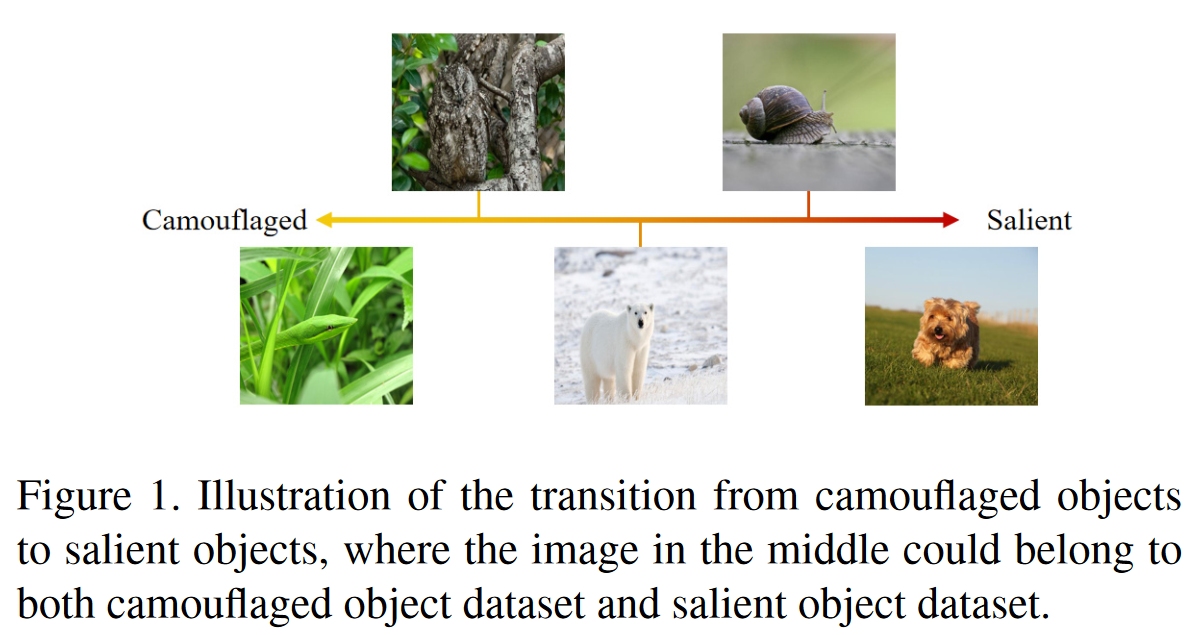 Camouflaged
Salient
Figure 1. Illustration of the transition from camouflaged objects
to salient objects, where the image in the middle could belong to
both camouflaged object dataset and salient object dataset.